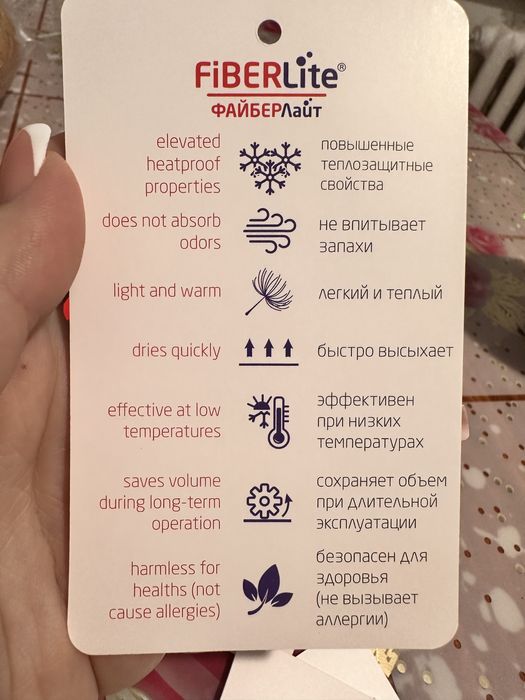 FiBERLite®
ФАЙБЕРЛайт
elevated
heatproof
properties
повышенные
теплозащитные
свойства
does not absorb
odors
не впитывает
запахи
light and warm
легкий и теплый
dries quickly
быстро высыхает
effective at low
temperatures
эффективен
при низких
температурах
saves volume
during long-term
operation
сохраняет объем
при длительной
эксплуатации
harmless for
healths (not
cause allergies)
безопасен для
здоровья
(не вызывает
аллергии)